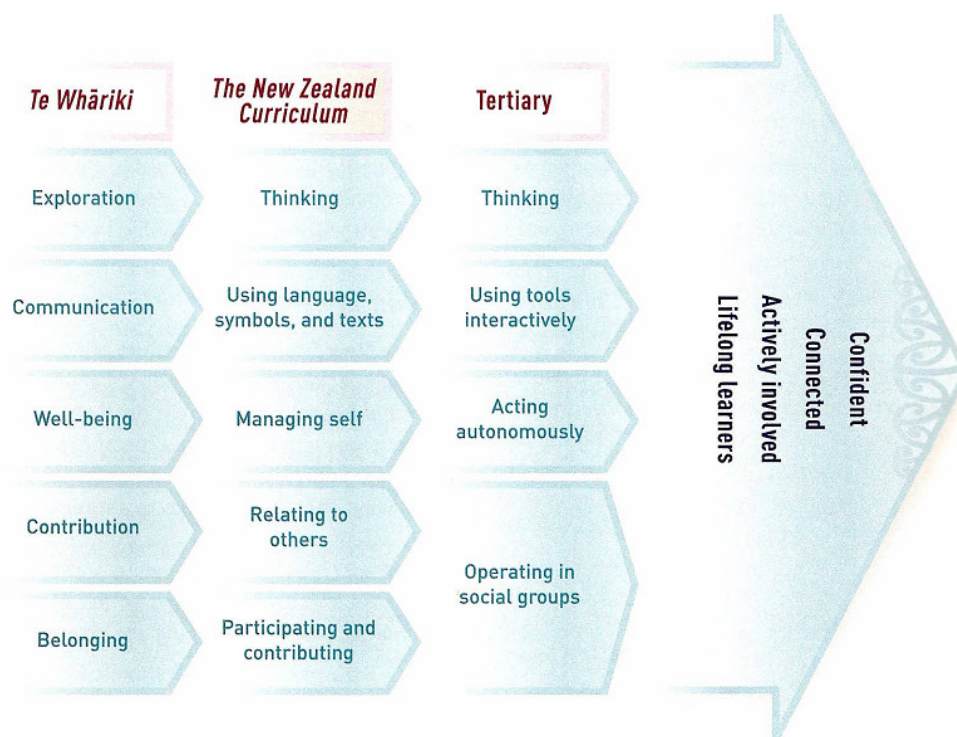 Te Whāriki
The New Zealand
Curriculum
Tertiary
Exploration
Thinking
Thinking
Communication
Using language,
symbols, and texts
Using tools
interactively
Well-being
Managing self
Acting
autonomously
Contribution
Relating to
others
Operating in
social groups
Belonging
Participating and
contributing
Confident
Connected
Actively involved
Lifelong learners